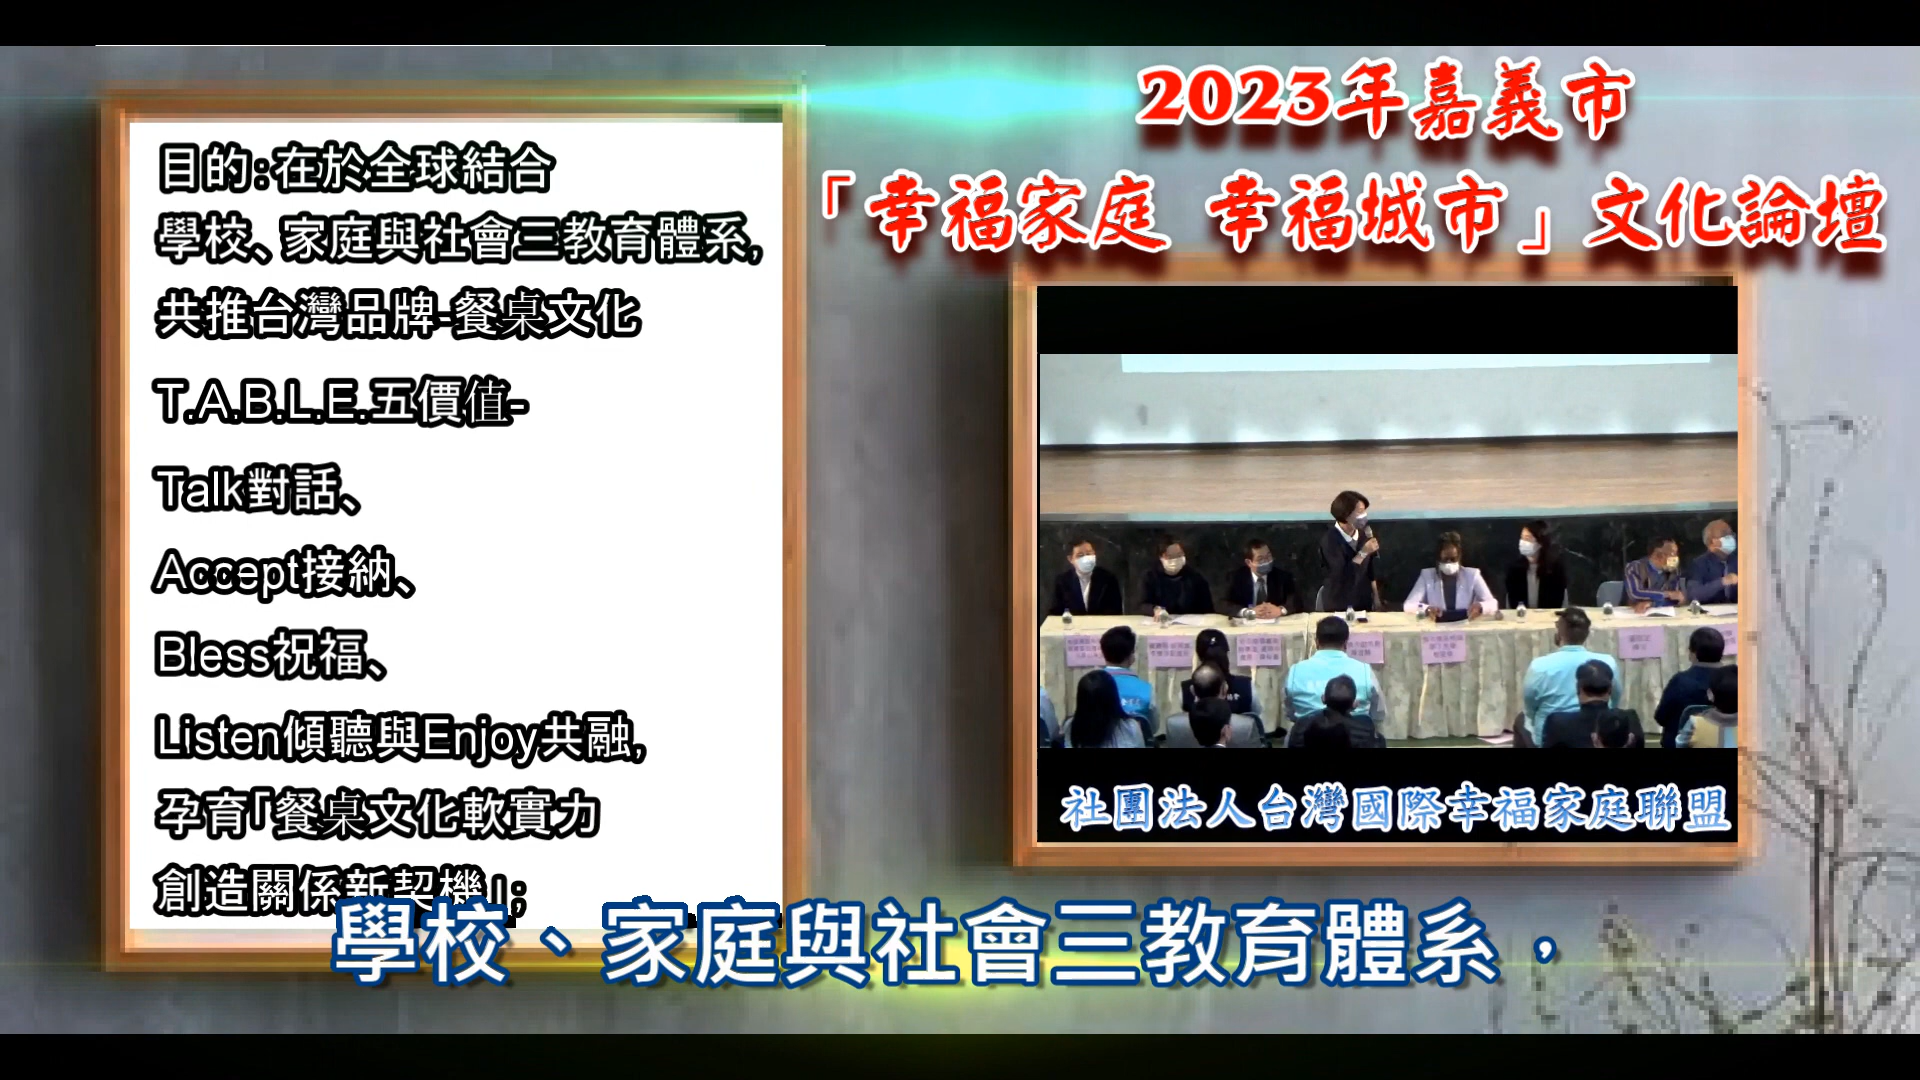 2023年嘉義市
「幸福家庭 幸福城市」文化論壇
目的:在於全球結合
學校、家庭與社會三教育體系,
共推台灣品牌-餐桌文化
T.A.B.L.E.五價值-
Talk對話、
Accept接納、
Bless祝福、
Listen傾聽與Enjoy共融,
孕育「餐桌文化軟實力
創造關係新契機」;
社團法人台灣國際幸福家庭聯盟
學校、家庭與社會三教育體系，